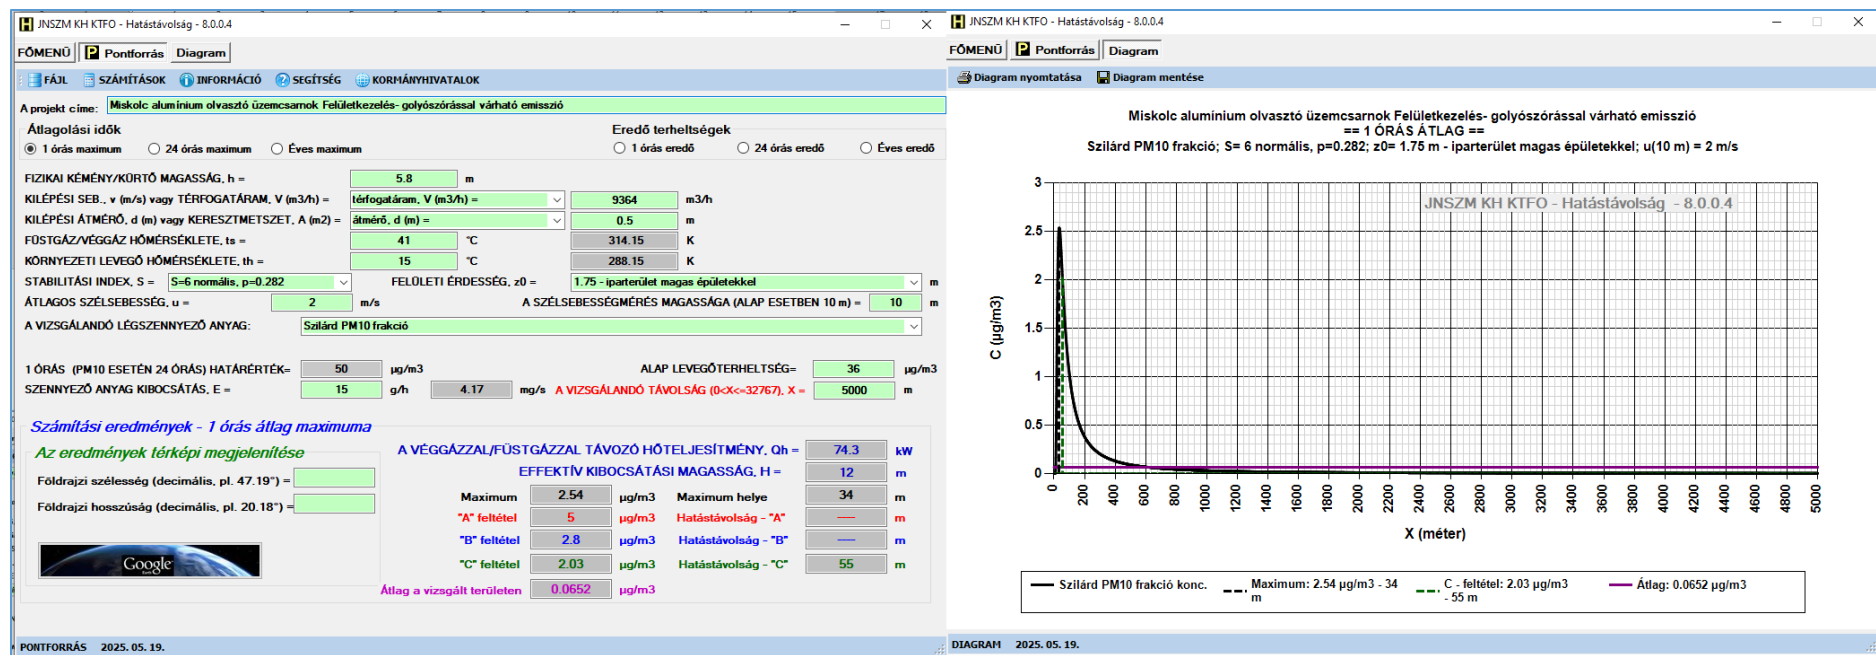 JNSZM KH KTFO - Hatástávolság - 8.0.0.4
FŐMENÜ P Pontforrás Diagram
FÁJL SZÁMÍTÁSOK INFORMÁCIÓ SEGÍTSÉG KORMÁNYHIVATALOK
A projekt címe: Miskolc alumínium olvasztó üzemcsarnok Felületkezelés- golyószórással várható emisszió
Átlagolási idők Eredő terheltségek
1 órás maximum 24 órás maximum Éves maximum 1 órás eredő 24 órás eredő Éves eredő
FIZIKAI KÉMÉNY/KÜRTŐ MAGASSÁG, h = 5.8 m
KILÉPÉSI SEB., v (m/s) vagy TÉRFOGATÁRAM, V (m3/h) = térfogatáram, V (m3/h) = 9364 m3/h
KILÉPÉSI ÁTMÉRŐ, d (m) vagy KERESZTMETSZET, A (m2) = átmérő, d (m) = 0.5 m
FÜSTGÁZ/VÉGGÁZ HŐMÉRSÉKLETE, ts = 41 °C 314.15 K
KÖRNYEZETI LEVEGŐ HŐMÉRSÉKLETE, th = 15 °C 288.15 K
STABILITÁSI INDEX, S = S=6 normális, p=0.282 FELÜLETI ÉRDESSÉG, z0 = 1.75 - iparterület magas épületekkel m
ÁTLAGOS SZÉLSEBESSÉG, u = 2 m/s A SZÉLSEBESSÉGMÉRÉS MAGASSÁGA (ALAP ESETBEN 10 m) = 10 m
A VIZSGÁLANDÓ LÉGSZENNYEZŐ ANYAG: Szilárd PM10 frakció
1 ÓRÁS (PM10 ESETÉN 24 ÓRÁS) HATÁRÉRTÉK= 50 µg/m3 ALAP LEVEGŐTERHELTSÉG= 36 µg/m3
SZENNYEZŐ ANYAG KIBOCSÁTÁS, E = 15 g/h 4.17 mg/s A VIZSGÁLANDÓ TÁVOLSÁG (0<X<=32767), X = 5000 m
Számítási eredmények - 1 órás átlag maximuma
Az eredmények térképi megjelenítése
Földrajzi szélesség (decimális, pl. 47.19°) =
Földrajzi hosszúság (decimális, pl. 20.18°) =
Google
Earth
A VÉGGÁZZAL/FÜSTGÁZZAL TÁVOZÓ HŐTELJESÍTMÉNY, Qh = 74.3 kW
EFFEKTÍV KIBOCSÁTÁSI MAGASSÁG, H = 12 m
Maximum 2.54 µg/m3 Maximum helye 34 m
"A" feltétel 5 µg/m3 Hatástávolság - "A" ---- m
"B" feltétel 2.8 µg/m3 Hatástávolság - "B" ---- m
"C" feltétel 2.03 µg/m3 Hatástávolság - "C" 55 m
Átlag a vizsgált területen 0.0652 µg/m3
PONTFORRÁS 2025. 05. 19.
JNSZM KH KTFO - Hatástávolság - 8.0.0.4
FŐMENÜ P Pontforrás Diagram
Diagram nyomtatása Diagram mentése
Miskolc alumínium olvasztó üzemcsarnok Felületkezelés- golyószórással várható emisszió
== 1 ÓRÁS ÁTLAG ==
Szilárd PM10 frakció; S= 6 normális, p=0.282; z0= 1.75 m - iparterület magas épületekkel; u(10 m) = 2 m/s
JNSZM KH KTFO - Hatástávolság - 8.0.0.4
C (µg/m3)
3
2.5
2
1.5
1
0.5
0
0 200 400 600 800 1000 1200 1400 1600 1800 2000 2200 2400 2600 2800 3000 3200 3400 3600 3800 4000 4200 4400 4600 4800 5000
X (méter)
Szilárd PM10 frakció konc. Maximum: 2.54 µg/m3 - 34 m C - feltétel: 2.03 µg/m3 - 55 m Átlag: 0.0652 µg/m3
DIAGRAM 2025. 05. 19.